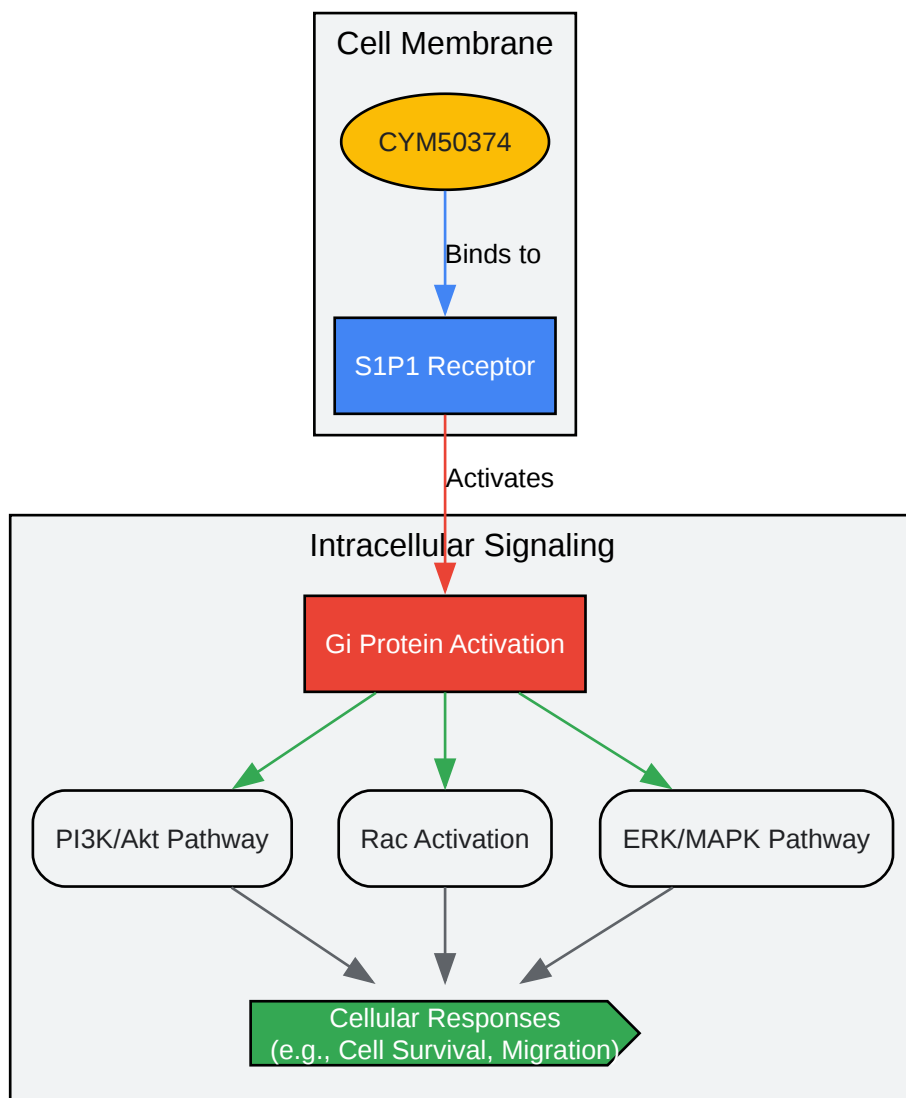 Cell Membrane
CYM50374
Binds to
S1P1 Receptor
Activates
Intracellular Signaling
Gi Protein Activation
PI3K/Akt Pathway
Rac Activation
ERK/MAPK Pathway
Cellular Responses
(e.g., Cell Survival, Migration)